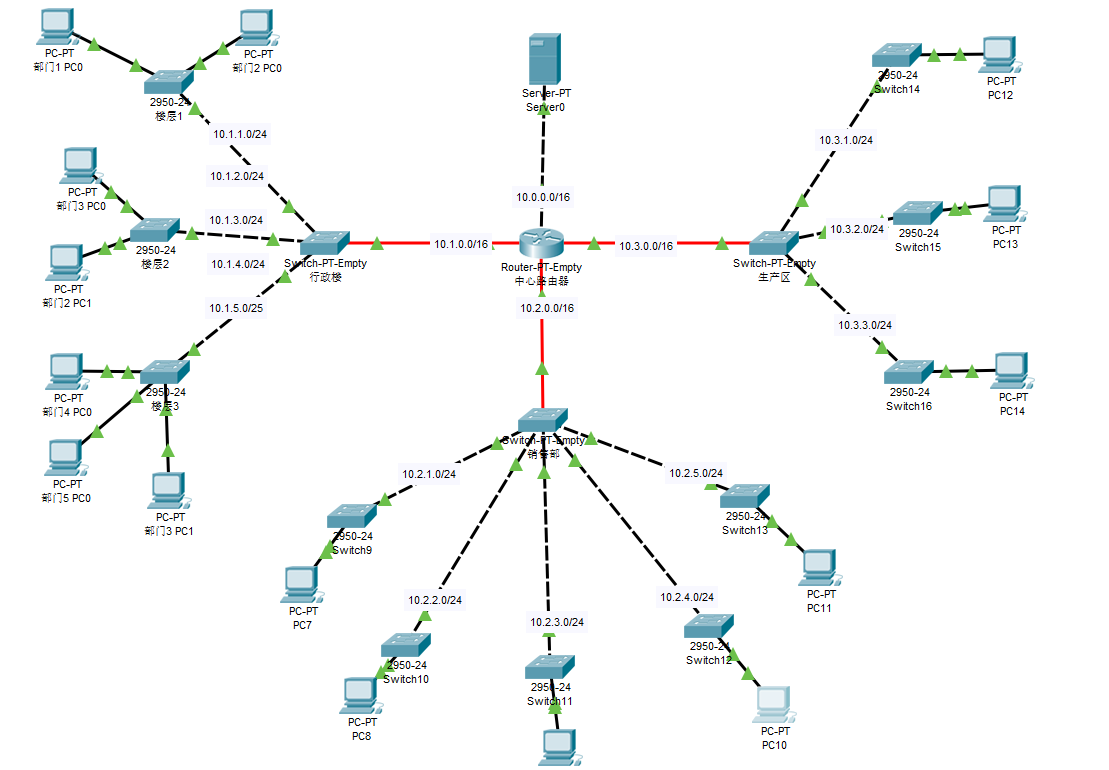 PC-PT
部门1 PC0
PC-PT
部门2 PC0
2950-24
楼层1
10.1.1.0/24
10.1.2.0/24
PC-PT
部门3 PC0
2950-24
楼层2
10.1.3.0/24
10.1.4.0/24
PC-PT
部门2 PC1
Switch-PT-Empty
行政楼
10.1.5.0/25
PC-PT
部门4 PC0
2950-24
楼层3
PC-PT
部门5 PC0
PC-PT
部门3 PC1
Server-PT
Server0
10.0.0.0/16
10.1.0.0/16
Router-PT-Empty
中心路由器
10.3.0.0/16
10.2.0.0/16
2950-24
Switch14
PC-PT
PC12
10.3.1.0/24
10.3.2.0/24
2950-24
Switch15
PC-PT
PC13
Switch-PT-Empty
生产区
10.3.3.0/24
2950-24
Switch16
PC-PT
PC14
Switch-PT-Empty
销售部
10.2.1.0/24
10.2.5.0/24
2950-24
Switch9
2950-24
Switch13
PC-PT
PC7
PC-PT
PC11
10.2.2.0/24
10.2.3.0/24
10.2.4.0/24
2950-24
Switch10
2950-24
Switch11
2950-24
Switch12
PC-PT
PC8
PC-PT
PC10